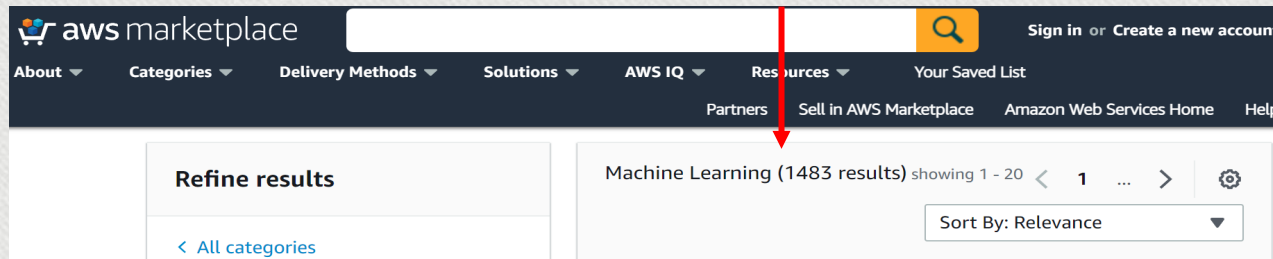 aws marketplace
Sign in or Create a new accoun
About Categories Delivery Methods Solutions AWS IQ Resources Your Saved List
Partners Sell in AWS Marketplace Amazon Web Services Home Help
Refine results
Machine Learning (1483 results) showing 1 - 20 < 1 ... >
Sort By: Relevance
< All categories